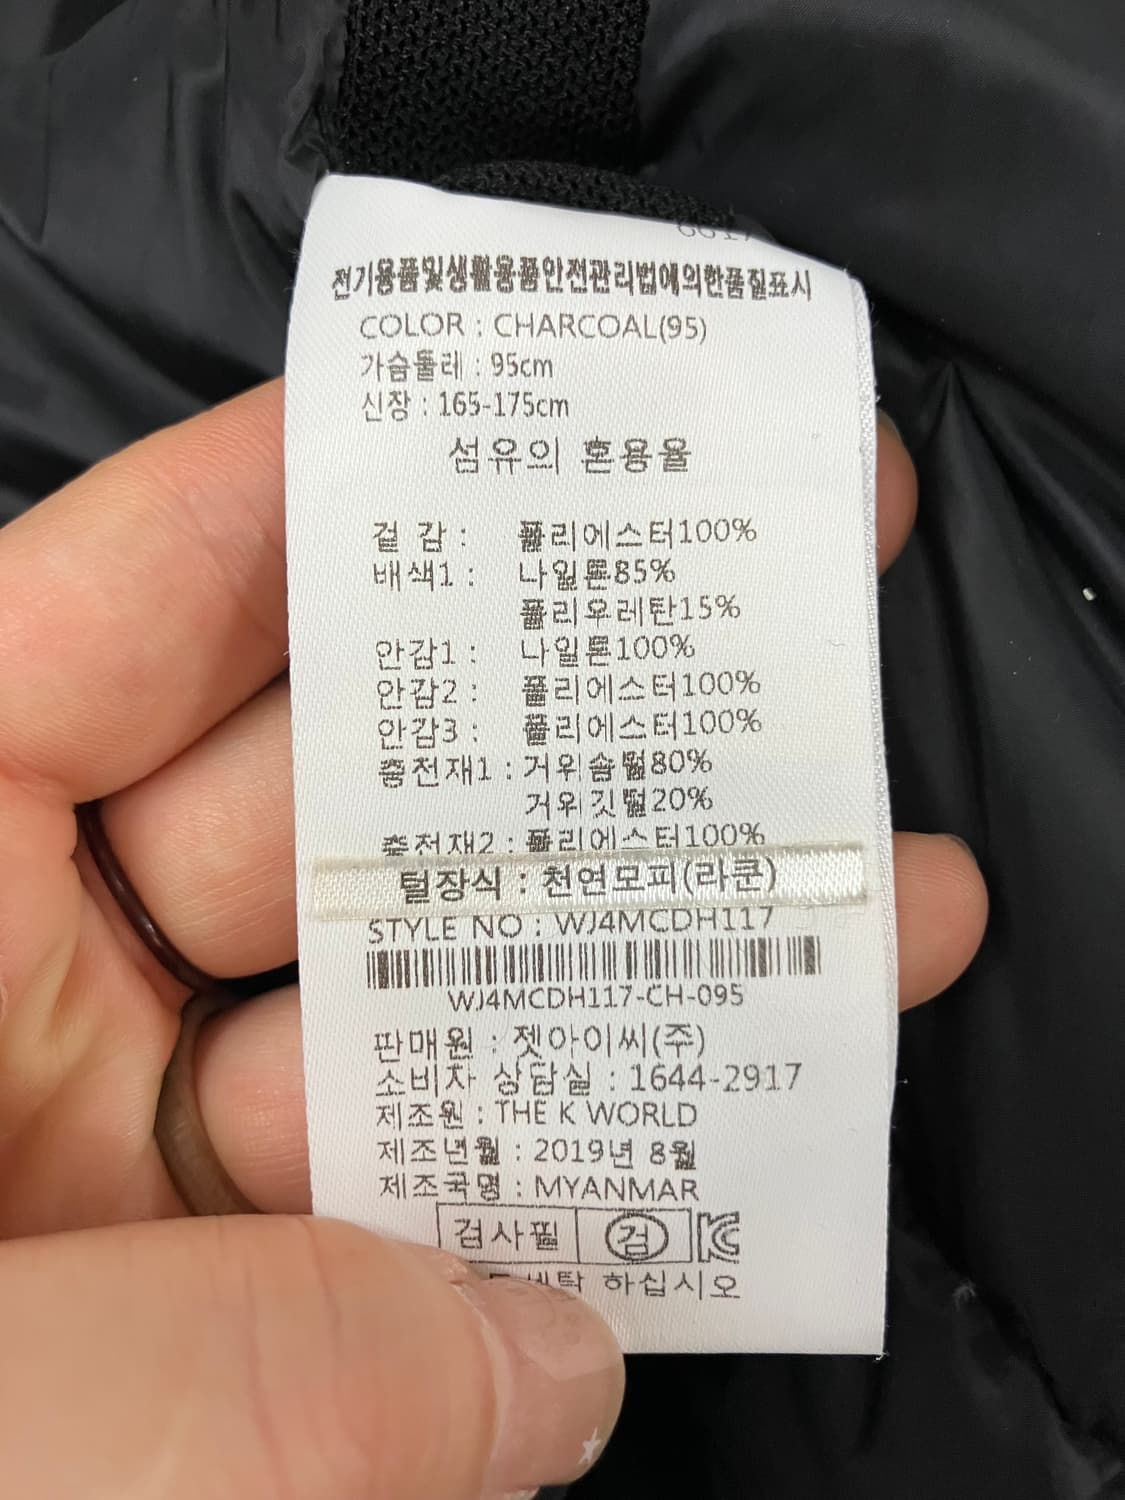 전기용품및생활용품안전관리법에의한품질표시
COLOR : CHARCOAL(95)
가슴둘레 : 95cm
신장 : 165-175cm
섬유의 혼용율
겉 감 : 폴리에스터100%
배색1 : 나일론85%
폴리우레탄15%
안감1 : 나일론100%
안감2 : 폴리에스터100%
안감3 : 폴리에스터100%
충전재1 : 거위솜털80%
거위깃털20%
충전재2 : 폴리에스터100%
털장식 : 천연모피(라쿤)
STYLE NO : WJ4MCDH117
WJ4MCDH117-CH-095
판매원 : 젯아이씨(주)
소비자 상담실 : 1644-2917
제조원 : THE K WORLD
제조년월 : 2019년 8월
제조국명 : MYANMAR
검사필 검 KC
하십시오